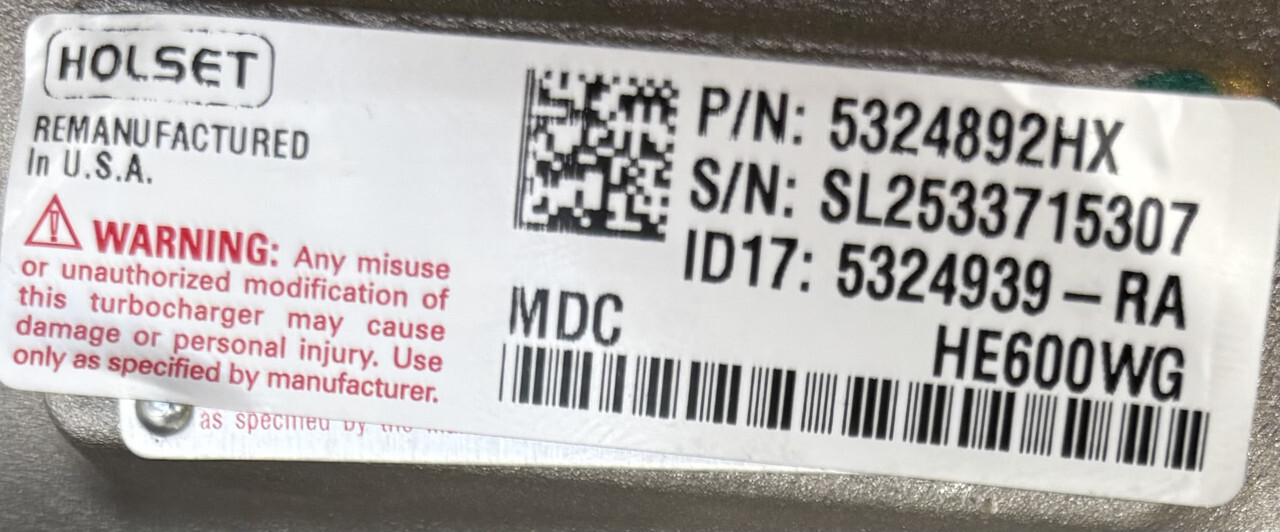 HOLSET
REMANUFACTURED
In U.S.A.
WARNING: Any misuse
or unauthorized modification of
this turbocharger may cause
damage or personal injury. Use
only as specified by manufacturer.
P/N: 5324892HX
S/N: SL2533715307
ID17: 5324939-RA
MDC
HE600WG
as specified by the